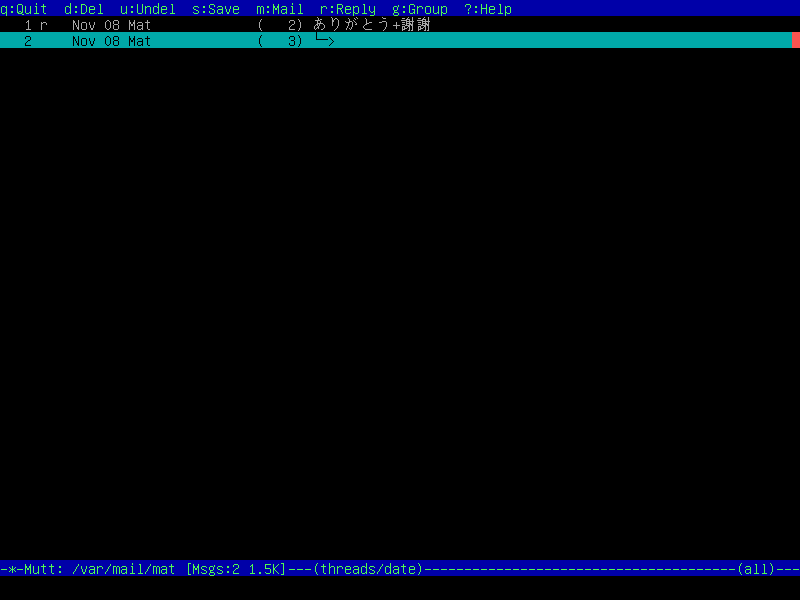 q:Quit  d:Del  u:Undel  s:Save  m:Mail  r:Reply  g:Group  ?:Help
   1 r   Nov 08 Mat             (   2) ありがとう+謝謝
   2     Nov 08 Mat             (   3) └─>
-*-Mutt: /var/mail/mat [Msgs:2 1.5K]---(threads/date)---------------------------------------(all)---